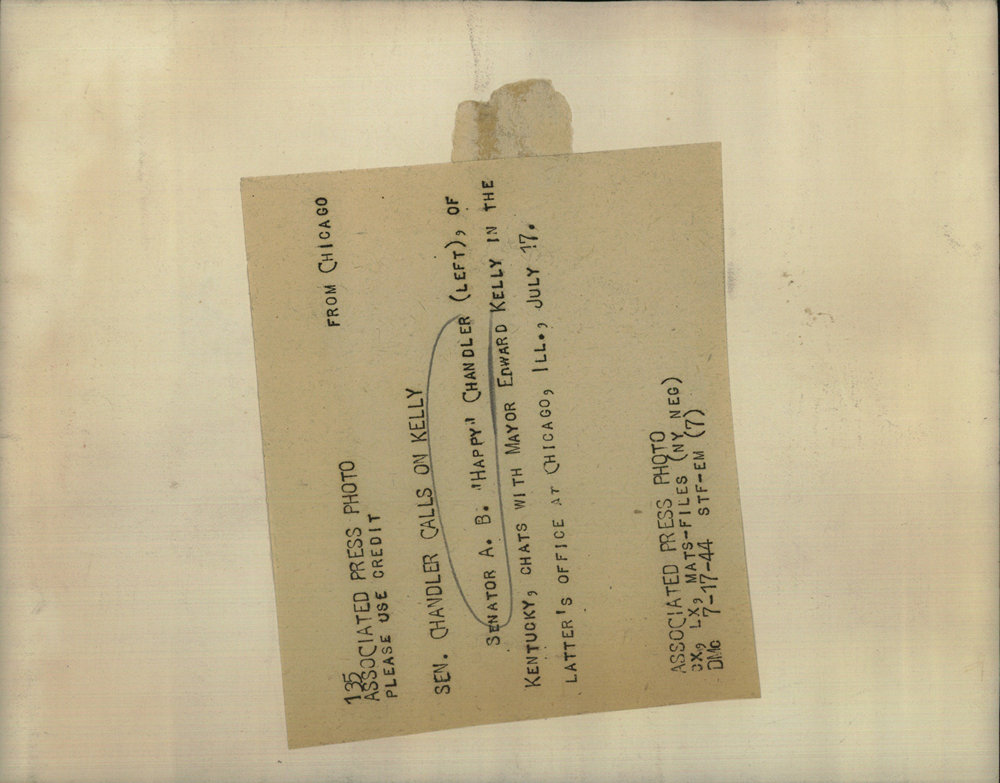 135
ASSOCIATED PRESS PHOTO FROM CHICAGO
PLEASE USE CREDIT
SEN. CHANDLER CALLS ON KELLY
SENATOR A. B. "HAPPY" CHANDLER (LEFT), OF
KENTUCKY, CHATS WITH MAYOR EDWARD KELLY IN THE
LATTER'S OFFICE AT CHICAGO, ILL., JULY 17.
ASSOCIATED PRESS PHOTO
LX, MATS-FILES (NY NEG)
DMC 7-17-44 STF-EM (7)